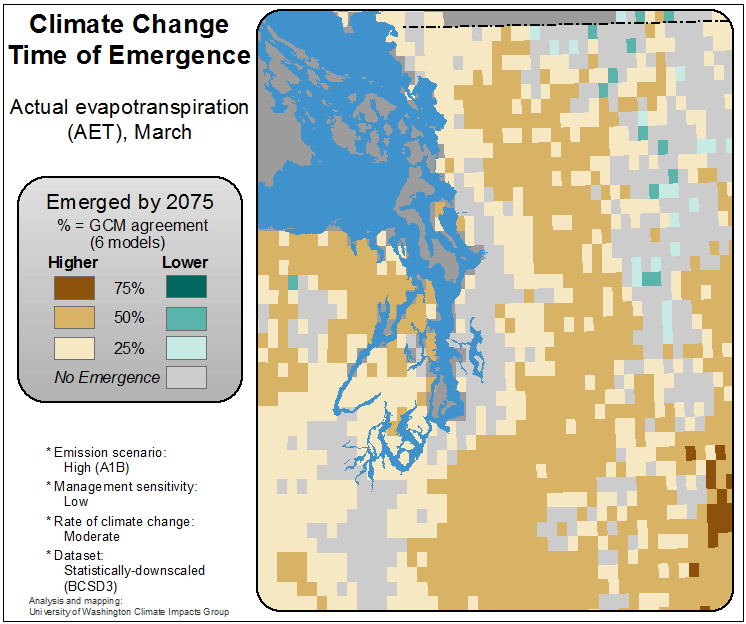 Climate Change
Time of Emergence
Actual evapotranspiration
(AET), March
Emerged by 2075
% = GCM agreement
(6 models)
Higher Lower
75%
50%
25%
No Emergence
* Emission scenario:
High (A1B)
* Management sensitivity:
Low
* Rate of climate change:
Moderate
* Dataset:
Statistically-downscaled
(BCSD3)
Analysis and mapping:
University of Washington Climate Impacts Group